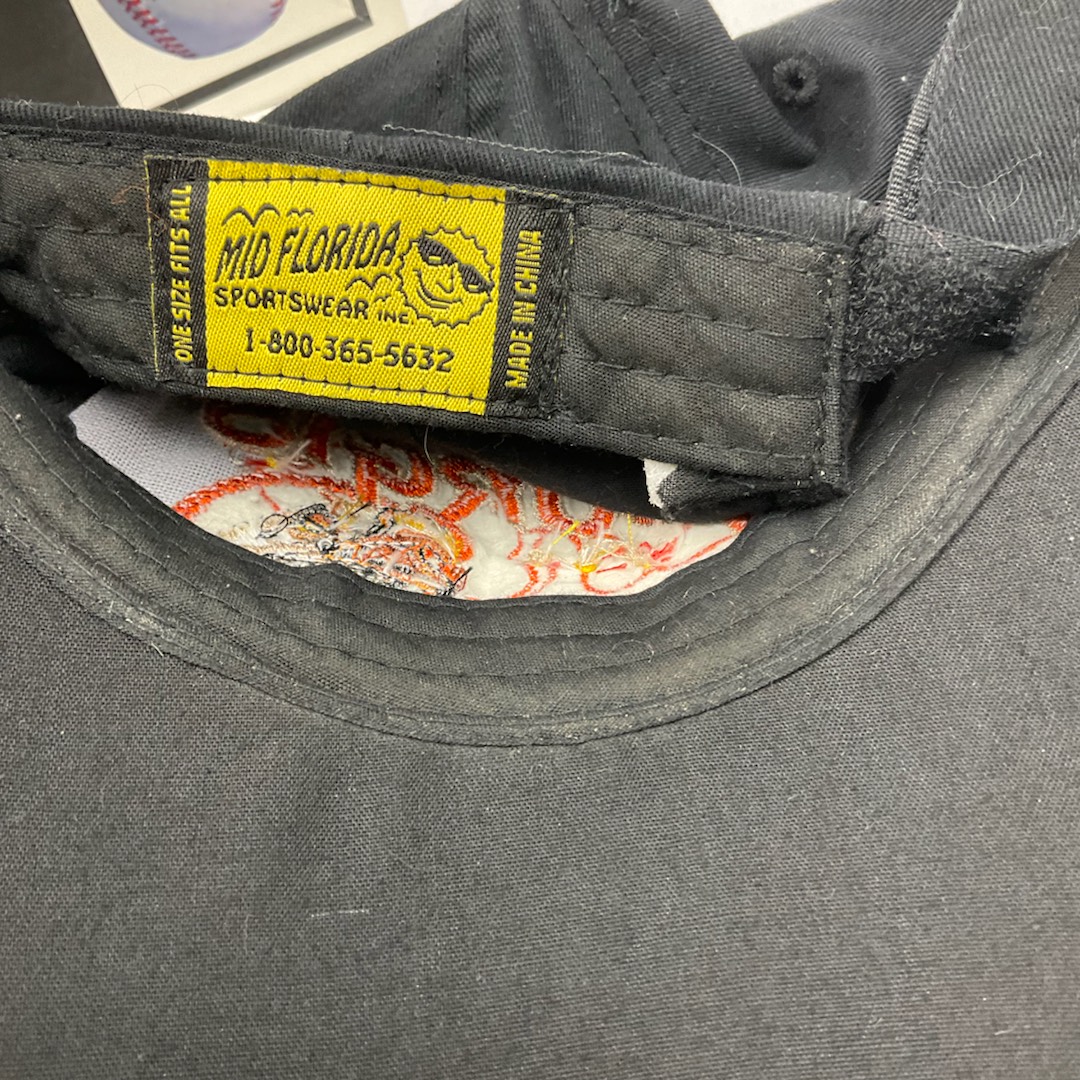 ONE SIZE FITS ALL
MID FLORIDA
SPORTSWEAR INC.
1-800-365-5632
MADE IN CHINA